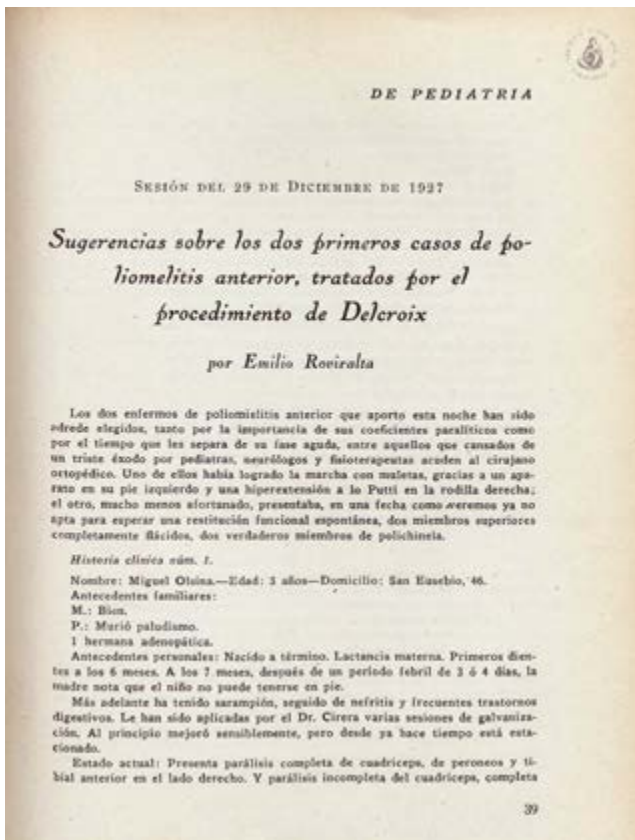 DE PEDIATRIA
SESIÓN DEL 29 DE DICIEMBRE DE 1927
Sugerencias sobre los dos primeros casos de po-
liomelitis anterior, tratados por el
procedimiento de Delcroix
por Emilio Roviralta
Los dos enfermos de poliomielitis anterior que aporto esta noche han sido
adrede elegidos, tanto por la importancia de sus coeficientes paralíticos como
por el tiempo que les separa de su fase aguda, entre aquellos que cansados de
un triste éxodo por pediatras, neurólogos y fisioterapeutas acuden al cirujano
ortopédico. Uno de ellos había logrado la marcha con muletas, gracias a un apa-
rato en su pie izquierdo y una hiperextensión a lo Putti en la rodilla derecha;
el otro, mucho menos afortunado, presentaba, en una fecha como veremos ya no
apta para esperar una restitución funcional espontánea, dos miembros superiores
completamente flácidos, dos verdaderos miembros de polichinela.
Historia clínica núm. 1.
Nombre: Miguel Olsina.—Edad: 3 años—Domicilio: San Eusebio, 46.
Antecedentes familiares:
M.: Bien.
P.: Murió paludismo.
1 hermana adenopática.
Antecedentes personales: Nacido a término. Lactancia materna. Primeros dien-
tes a los 6 meses. A los 7 meses, después de un período febril de 3 ó 4 días, la
madre nota que el niño no puede tenerse en pie.
Más adelante ha tenido sarampión, seguido de nefritis y frecuentes trastornos
digestivos. Le han sido aplicadas por el Dr. Cirera varias sesiones de galvaniza-
ción. Al principio mejoró sensiblemente, pero desde ya hace tiempo está esta-
cionado.
Estado actual: Presenta parálisis completa de cuadríceps, de peroneos y ti-
bial anterior en el lado derecho. Y parálisis incompleta del cuadríceps, completa
39